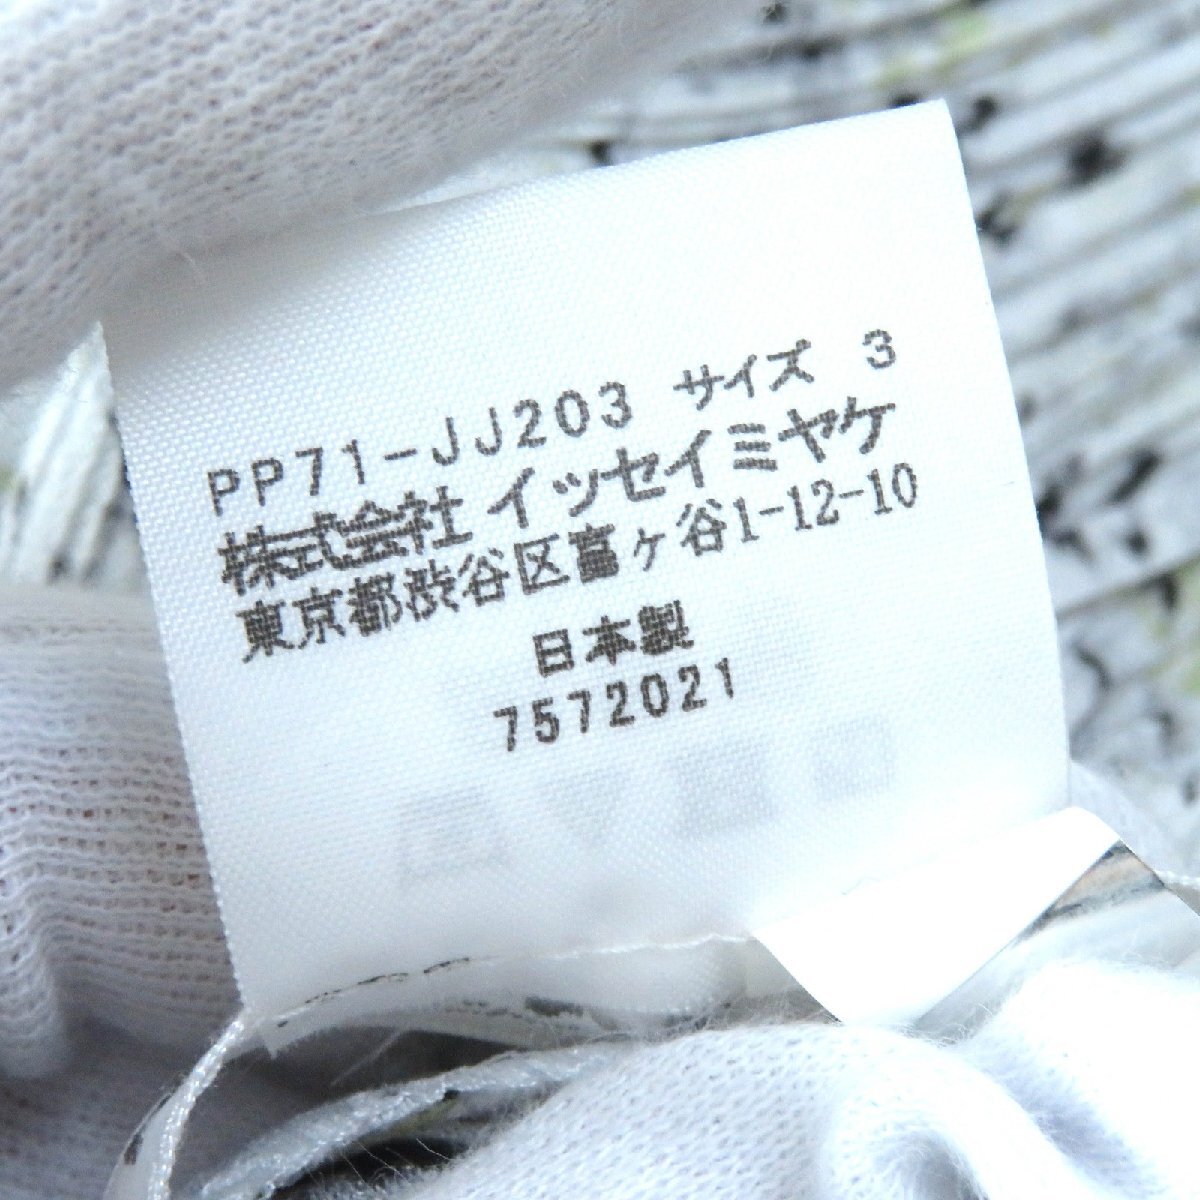 PP71-JJ203 サイズ 3
株式会社 イッセイミヤケ
東京都渋谷区富ヶ谷1-12-10
日本製
7572021